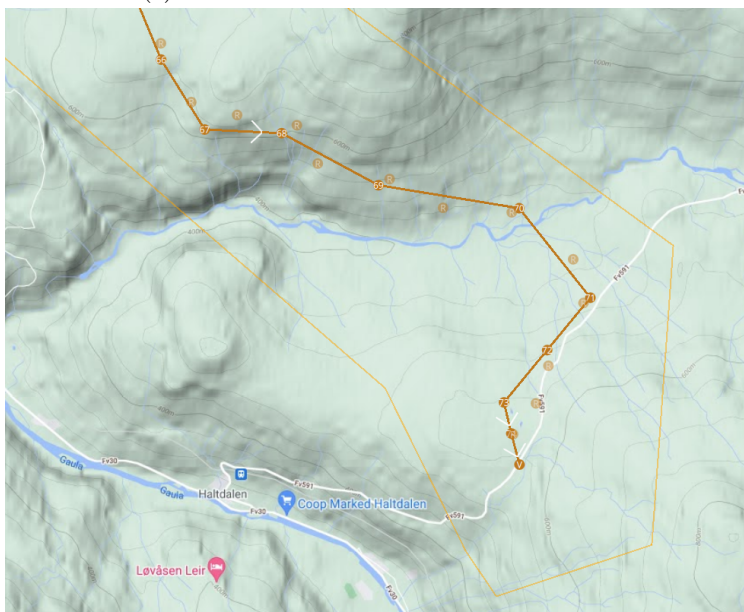 R
66
R
R
67
68
R
600m
R
R
69
R
R
70
400m
R
71
R
Fv591
72
R
Fv591
73
R
V
Fv30
Gaula
Gaula
Haltdalen
Fv591
Coop Marked Haltdalen
Fv30
Fv591
Løvåsen Leir
Fv30